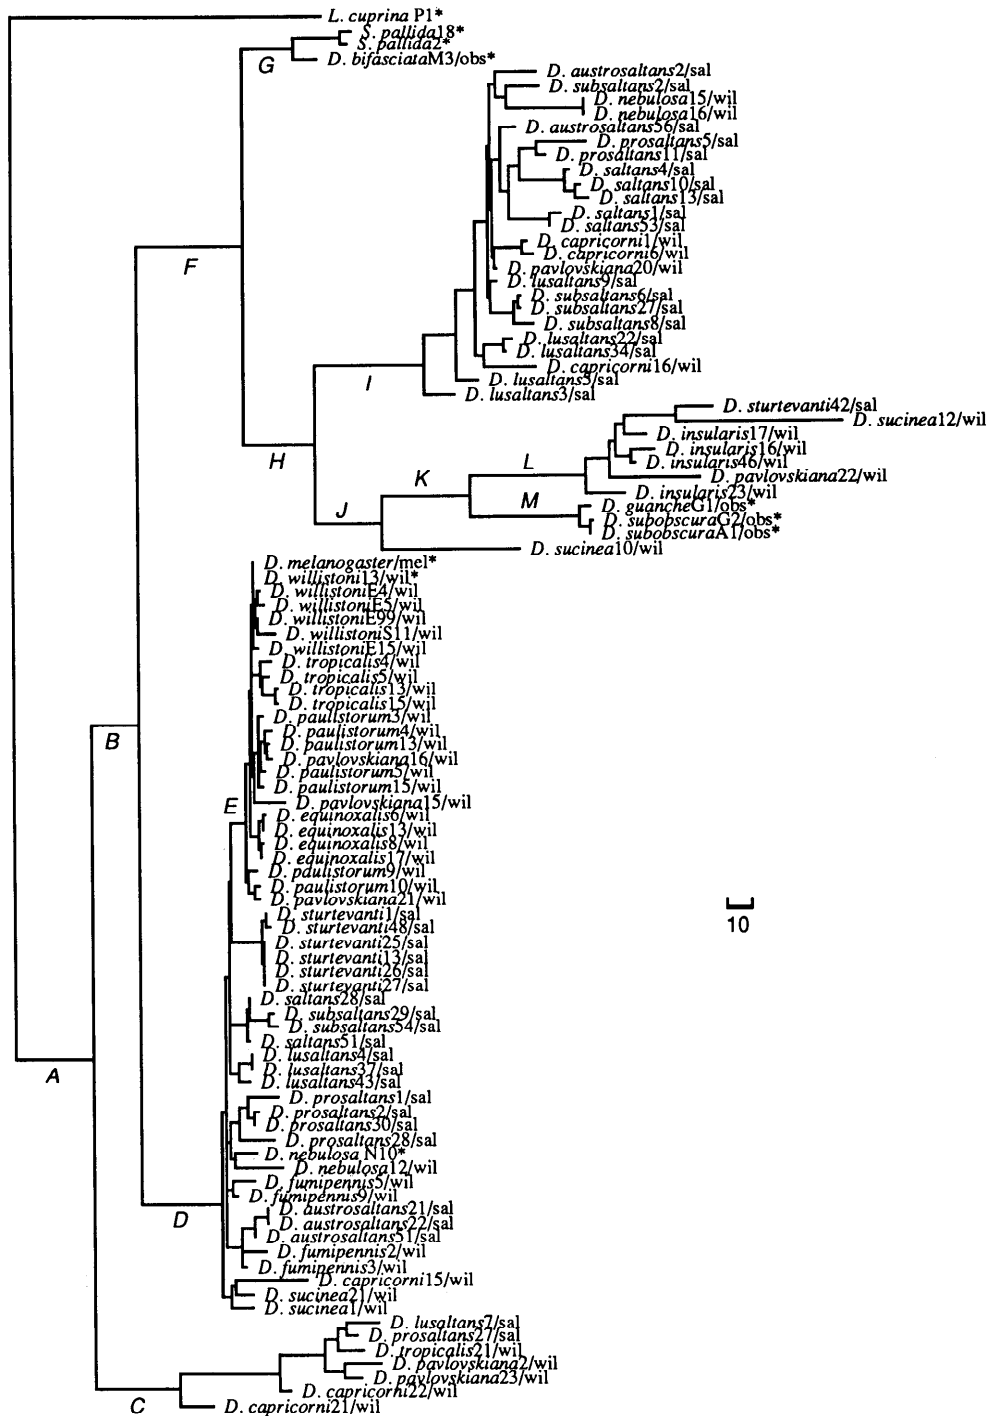 L. cuprina P1*
S. pallida18*
S. pallida2*
G
D. bifasciataM3/obs*
D. austrosaltans2/sal
D. subsaltans2/sal
D. nebulosa15/wil
D. nebulosa16/wil
D. austrosaltans56/sal
D. prosaltans5/sal
D. prosaltans11/sal
D. saltans4/sal
D. saltans10/sal
D. saltans13/sal
D. saltans1/sal
D. saltans53/sal
D. capricorni1/wil
D. capricorni6/wil
F
D. pavlovskiana20/wil
D. lusaltans9/sal
D. subsaltans6/sal
D. subsaltans27/sal
D. subsaltans8/sal
D. lusaltans22/sal
D. lusaltans34/sal
D. capricorni16/wil
I
D. lusaltans5/sal
D. lusaltans3/sal
D. sturtevanti42/sal
D. sucinea12/wil
D. insularis17/wil
D. insularis16/wil
H
L
D. insularis46/wil
K
D. pavlovskiana22/wil
D. insularis23/wil
M
D. guancheG1/obs*
J
D. subobscuraG2/obs*
D. subobscuraA1/obs*
D. sucinea10/wil
D. melanogaster/mel*
D. willistoni13/wil*
D. willistoniE4/wil
D. willistoniE5/wil
D. willistoniE99/wil
D. willistoniS11/wil
D. willistoniE15/wil
D. tropicalis4/wil
D. tropicalis5/wil
D. tropicalis13/wil
D. tropicalis15/wil
D. paulistorum3/wil
D. paulistorum4/wil
B
D. paulistorum13/wil
D. pavlovskiana16/wil
D. paulistorum5/wil
D. paulistorum15/wil
E
D. pavlovskiana15/wil
D. equinoxalis6/wil
D. equinoxalis13/wil
D. equinoxalis8/wil
D. equinoxalis17/wil
D. paulistorum9/wil
D. paulistorum10/wil
D. pavlovskiana21/wil
D. sturtevanti1/sal
D. sturtevanti48/sal
10
D. sturtevanti25/sal
D. sturtevanti13/sal
D. sturtevanti26/sal
D. sturtevanti27/sal
D. saltans28/sal
D. subsaltans29/sal
D. subsaltans54/sal
D. saltans51/sal
D. lusaltans4/sal
A
D. lusaltans37/sal
D. lusaltans43/sal
D. prosaltans1/sal
D. prosaltans2/sal
D. prosaltans30/sal
D. prosaltans28/sal
D. nebulosa N10*
D. nebulosa12/wil
D. fumipennis5/wil
D. fumipennis9/wil
D. austrosaltans21/sal
D
D. austrosaltans22/sal
D. austrosaltans51/sal
D. fumipennis2/wil
D. fumipennis3/wil
D. capricorni15/wil
D. sucinea21/wil
D. sucinea1/wil
D. lusaltans7/sal
D. prosaltans27/sal
D. tropicalis21/wil
D. pavlovskiana2/wil
D. pavlovskiana23/wil
D. capricorni22/wil
C
D. capricorni21/wil